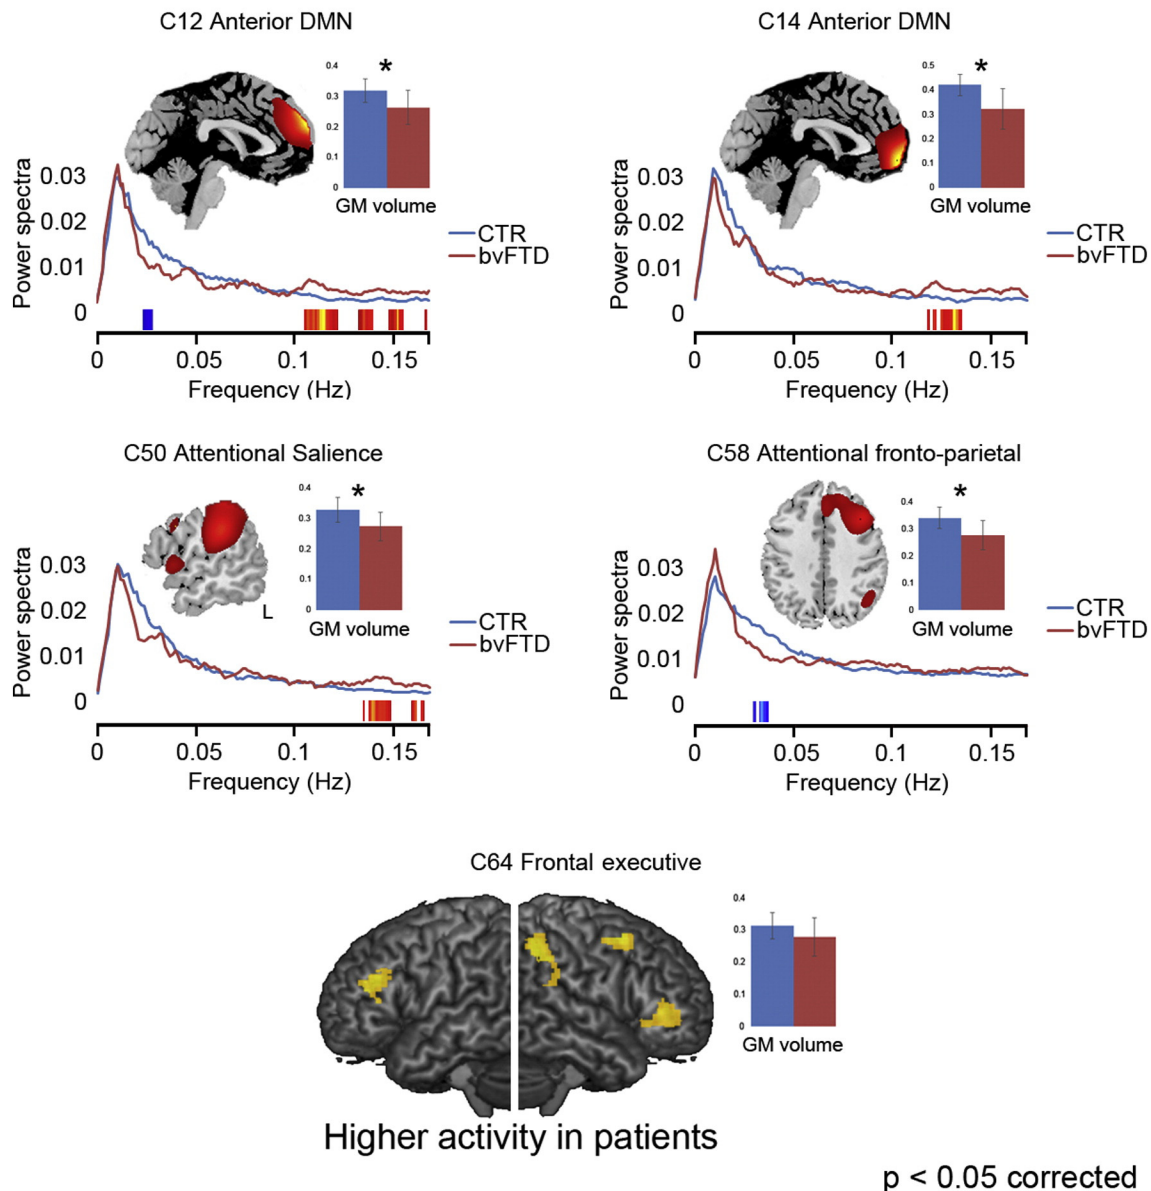 C12 Anterior DMN
C14 Anterior DMN
Power spectra
0.03
0.02
0.01
0
0.4
0.3
0.2
0.1
0
*
GM volume
CTR
bvFTD
0
0.05
0.1
0.15
Frequency (Hz)
Power spectra
0.03
0.02
0.01
0
0.5
0.4
0.3
0.2
0.1
0
*
GM volume
CTR
bvFTD
0
0.05
0.1
0.15
Frequency (Hz)
C50 Attentional Salience
C58 Attentional fronto-parietal
Power spectra
0.03
0.02
0.01
0
L
0.4
0.3
0.2
0.1
0
*
GM volume
CTR
bvFTD
0
0.05
0.1
0.15
Frequency (Hz)
Power spectra
0.03
0.02
0.01
0
0.4
0.3
0.2
0.1
0
*
GM volume
CTR
bvFTD
0
0.05
0.1
0.15
Frequency (Hz)
C64 Frontal executive
0.4
0.3
0.2
0.1
0
GM volume
Higher activity in patients
p < 0.05 corrected